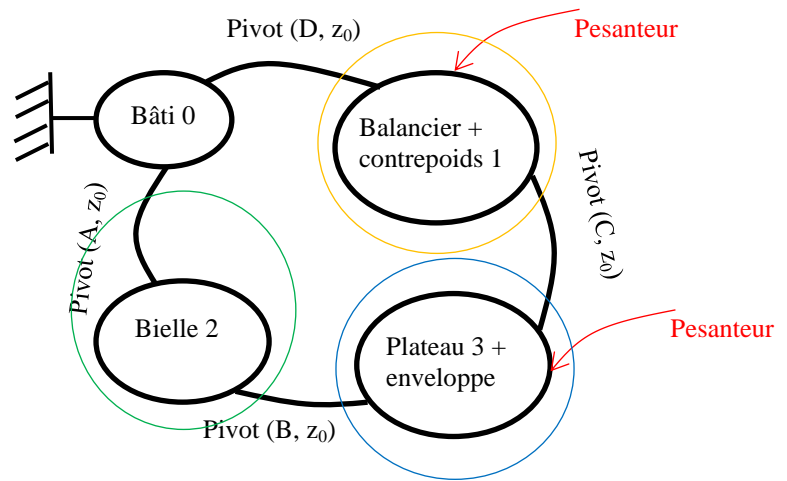 Pivot (D, z0)
Pesanteur
Bâti 0
Balancier +
contrepoids 1
Pivot (C, z0)
Pivot (A, z0)
Bielle 2
Plateau 3 +
enveloppe
Pesanteur
Pivot (B, z0)